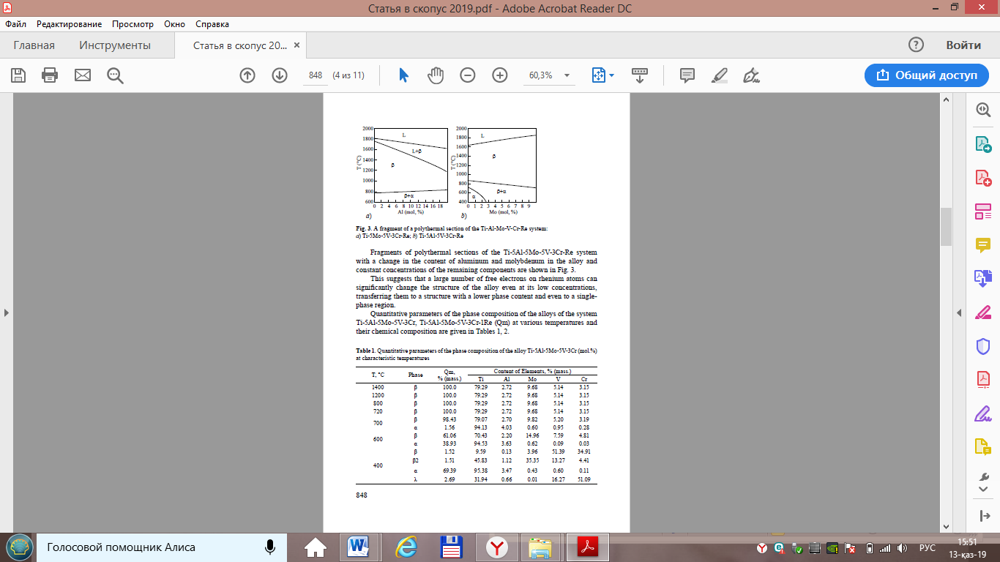 Статья в скопус 2019.pdf - Adobe Acrobat Reader DC
Файл Редактирование Просмотр Окно Справка
Главная Инструменты Статья в скопус 20... × Войти
848 (4 из 11) 60,3% Общий доступ
2000 1800 1600 1400 1200 1000 800 600
L
L+β
β
β+α
T (°C)
0 2 4 6 8 10 12 14 16 18
Al (mol, %)
a)
2000 1800 1600 1400 1200 1000 800 600 400
L
β
β+α
α
T (°C)
0 1 2 3 4 5 6 7 8 9
Mo (mol, %)
b)
Fig. 3. A fragment of a polythermal section of the Ti-Al-Mo-V-Cr-Re system:
a) Ti-5Mo-5V-3Cr-Re; b) Ti-5Al-5V-3Cr-Re
Fragments of polythermal sections of the Ti-5Al-5Mo-5V-3Cr-Re system
with a change in the content of aluminum and molybdenum in the alloy and
constant concentrations of the remaining components are shown in Fig. 3.
This suggests that a large number of free electrons on rhenium atoms can
significantly change the structure of the alloy even at its low concentrations,
transferring them to a structure with a lower phase content and even to a single-
phase region.
Quantitative parameters of the phase composition of the alloys of the system
Ti-5Al-5Mo-5V-3Cr, Ti-5Al-5Mo-5V-3Cr-1Re (Qm) at various temperatures and
their chemical composition are given in Tables 1, 2.
Table 1. Quantitative parameters of the phase composition of the alloy Ti-5Al-5Mo-5V-3Cr (mol.%)
at characteristic temperatures
T, °C Phase Qm, % (mass.) Content of Elements, % (mass.)
Ti Al Mo V Cr
1400 β 100.0 79.29 2.72 9.68 5.14 3.15
1200 β 100.0 79.29 2.72 9.68 5.14 3.15
800 β 100.0 79.29 2.72 9.68 5.14 3.15
720 β 100.0 79.29 2.72 9.68 5.14 3.15
700 β 98.43 79.07 2.70 9.82 5.20 3.19
α 1.56 94.13 4.03 0.60 0.95 0.28
600 β 61.06 70.43 2.20 14.96 7.59 4.81
α 38.93 94.53 3.63 0.62 0.09 0.03
400 β 1.52 9.59 0.13 3.96 51.39 34.91
β2 1.51 45.83 1.12 35.35 13.27 4.41
α 69.39 95.38 3.47 0.43 0.60 0.11
λ 2.69 31.94 0.66 0.01 16.27 51.09
848
Голосовой помощник Алиса
РУС
15:51
13-қаз-19